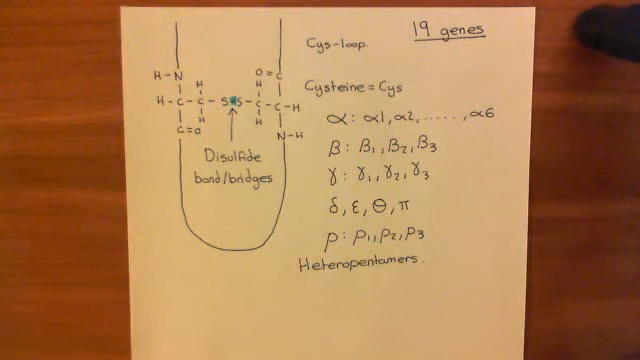 19 genes
Cys-loop.
Cysteine = Cys
α: α1, α2, ....., α6
β: β1, β2, β3
γ: γ1, γ2, γ3
δ, ε, θ, π
ρ: ρ1, ρ2, ρ3
Heteropentamers.
H-N H O=C
H H
H-C-C-S-S-C-C-H
H H
C=O N-H
Disulfide
bond/bridges